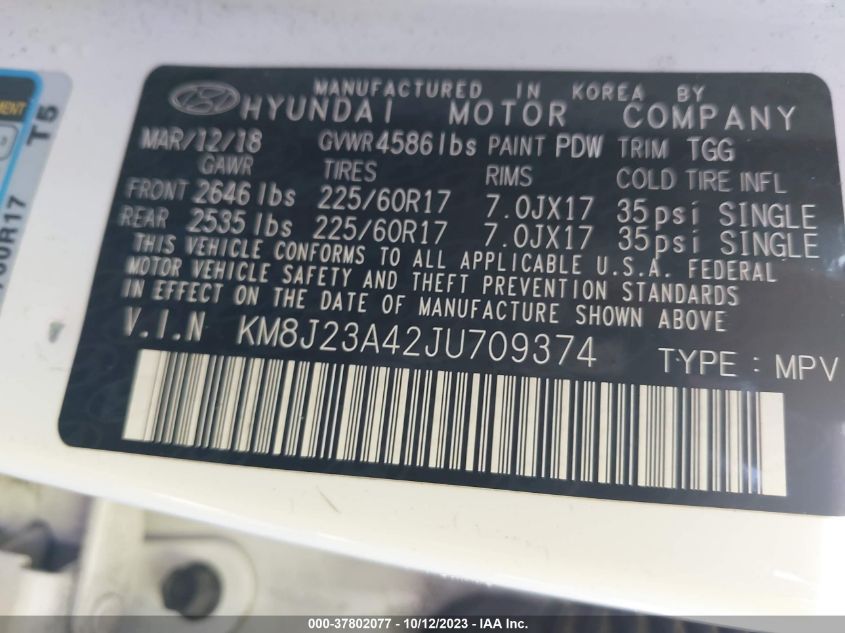 MANUFACTURED IN KOREA BY
HYUNDAI MOTOR COMPANY
MAR/12/18 GVWR4586lbs PAINT PDW TRIM TGG
GAWR TIRES RIMS COLD TIRE INFL
FRONT 2646 lbs 225/60R17 7.0JX17 35psi SINGLE
REAR 2535 lbs 225/60R17 7.0JX17 35psi SINGLE
THIS VEHICLE CONFORMS TO ALL APPLICABLE U.S.A. FEDERAL
MOTOR VEHICLE SAFETY AND THEFT PREVENTION STANDARDS
IN EFFECT ON THE DATE OF MANUFACTURE SHOWN ABOVE
V.I.N KM8J23A42JU709374 TYPE : MPV
T5
000-37802077 - 10/12/2023 - IAA Inc.